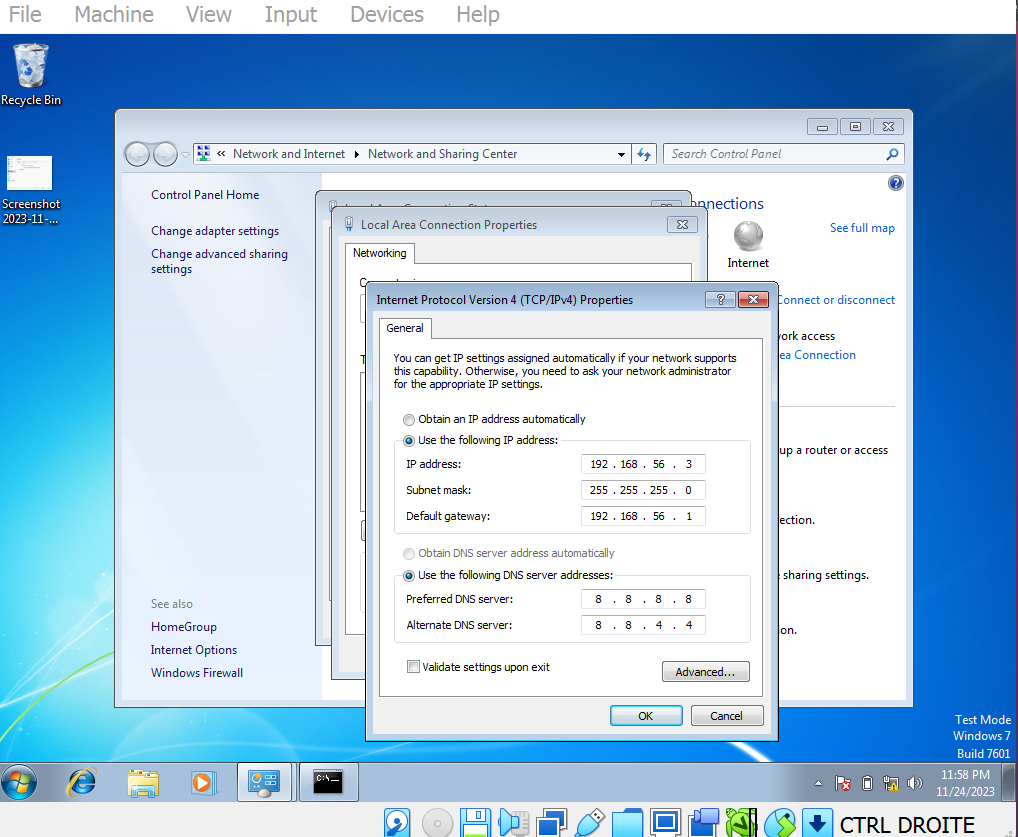 File Machine View Input Devices Help
Recycle Bin
Screenshot
2023-11-...
« Network and Internet Network and Sharing Center
Search Control Panel
Control Panel Home
Change adapter settings
Change advanced sharing
settings
See also
HomeGroup
Internet Options
Windows Firewall
onnections
See full map
Internet
Connect or disconnect
work access
ea Connection
up a router or access
ection.
sharing settings.
on.
Local Area Connection
Local Area Connection Properties
Networking
Internet Protocol Version 4 (TCP/IPv4) Properties
?
General
You can get IP settings assigned automatically if your network supports
this capability. Otherwise, you need to ask your network administrator
for the appropriate IP settings.
Obtain an IP address automatically
Use the following IP address:
IP address: 192 . 168 . 56 . 3
Subnet mask: 255 . 255 . 255 . 0
Default gateway: 192 . 168 . 56 . 1
Obtain DNS server address automatically
Use the following DNS server addresses:
Preferred DNS server: 8 . 8 . 8 . 8
Alternate DNS server: 8 . 8 . 4 . 4
Validate settings upon exit
Advanced...
OK Cancel
Test Mode
Windows 7
Build 7601
C:\_
11:58 PM
11/24/2023
CTRL DROITE